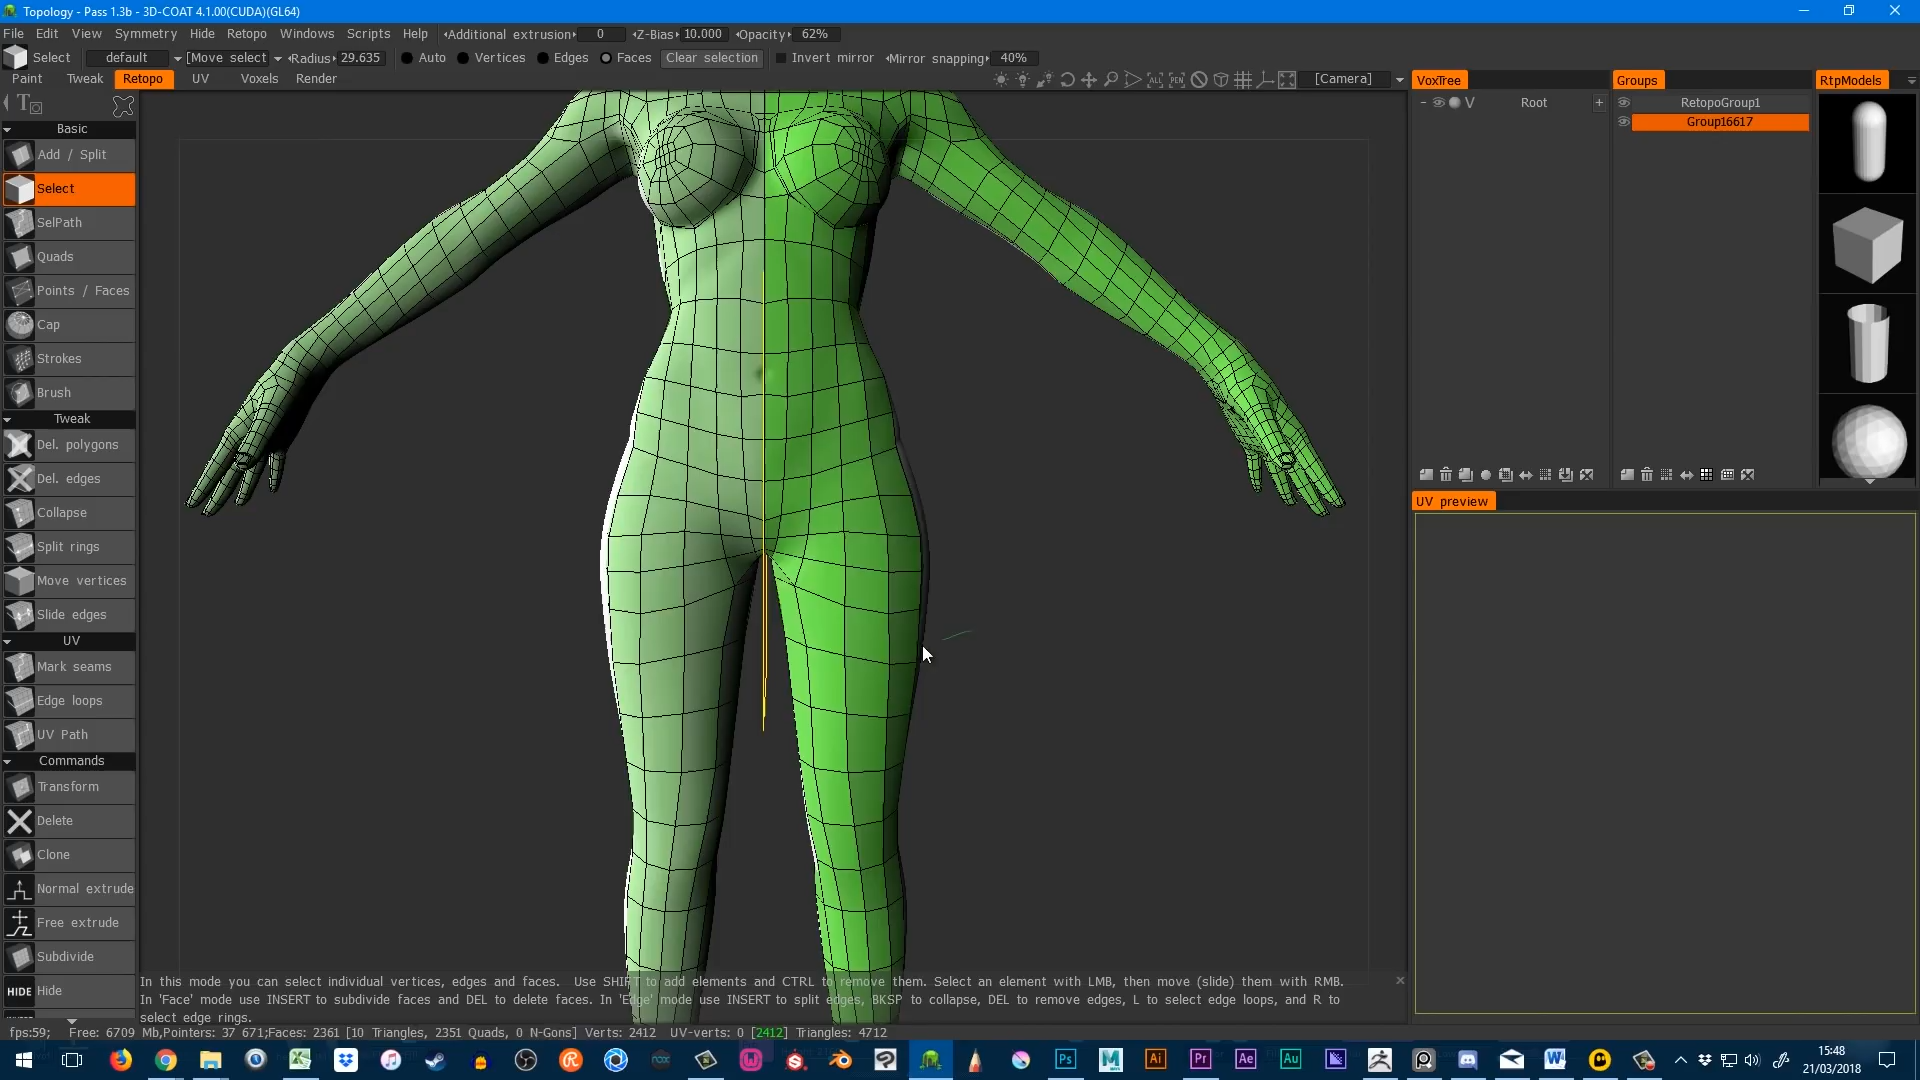 Topology - Pass 1.3b - 3D-COAT 4.1.00(CUDA)(GL64)
File Edit View Symmetry Hide Retopo Windows Scripts Help Additional extrusion 0 Z-Bias 10.000 Opacity 62%
Select default [Move select Radius 29.635 Auto Vertices Edges Faces Clear selection Invert mirror Mirror snapping 40%
Paint Tweak Retopo UV Voxels Render ALL PEN [Camera] VoxTree Groups RtpModels
V Root + RetopoGroup1
Group16617
Basic
Add / Split
Select
SelPath
Quads
Points / Faces
Cap
Strokes
Brush
Tweak
Del. polygons
Del. edges
Collapse
Split rings
Move vertices
Slide edges
UV
Mark seams
Edge loops
UV Path
Commands
Transform
Delete
Clone
Normal extrude
Free extrude
Subdivide
HIDE Hide
UV preview
In this mode you can select individual vertices, edges and faces. Use SHIFT to add elements and CTRL to remove them. Select an element with LMB, then move (slide) them with RMB.
In 'Face' mode use INSERT to subdivide faces and DEL to delete faces. In 'Edge' mode use INSERT to split edges, BKSP to collapse, DEL to remove edges, L to select edge loops, and R to
select edge rings.
fps:59; Free: 6709 Mb,Pointers: 37 671;Faces: 2361 [10 Triangles, 2351 Quads, 0 N-Gons] Verts: 2412 UV-verts: 0 [2412] Triangles: 4712
Ps M Ai Pr Ae Au W
15:48
21/03/2018